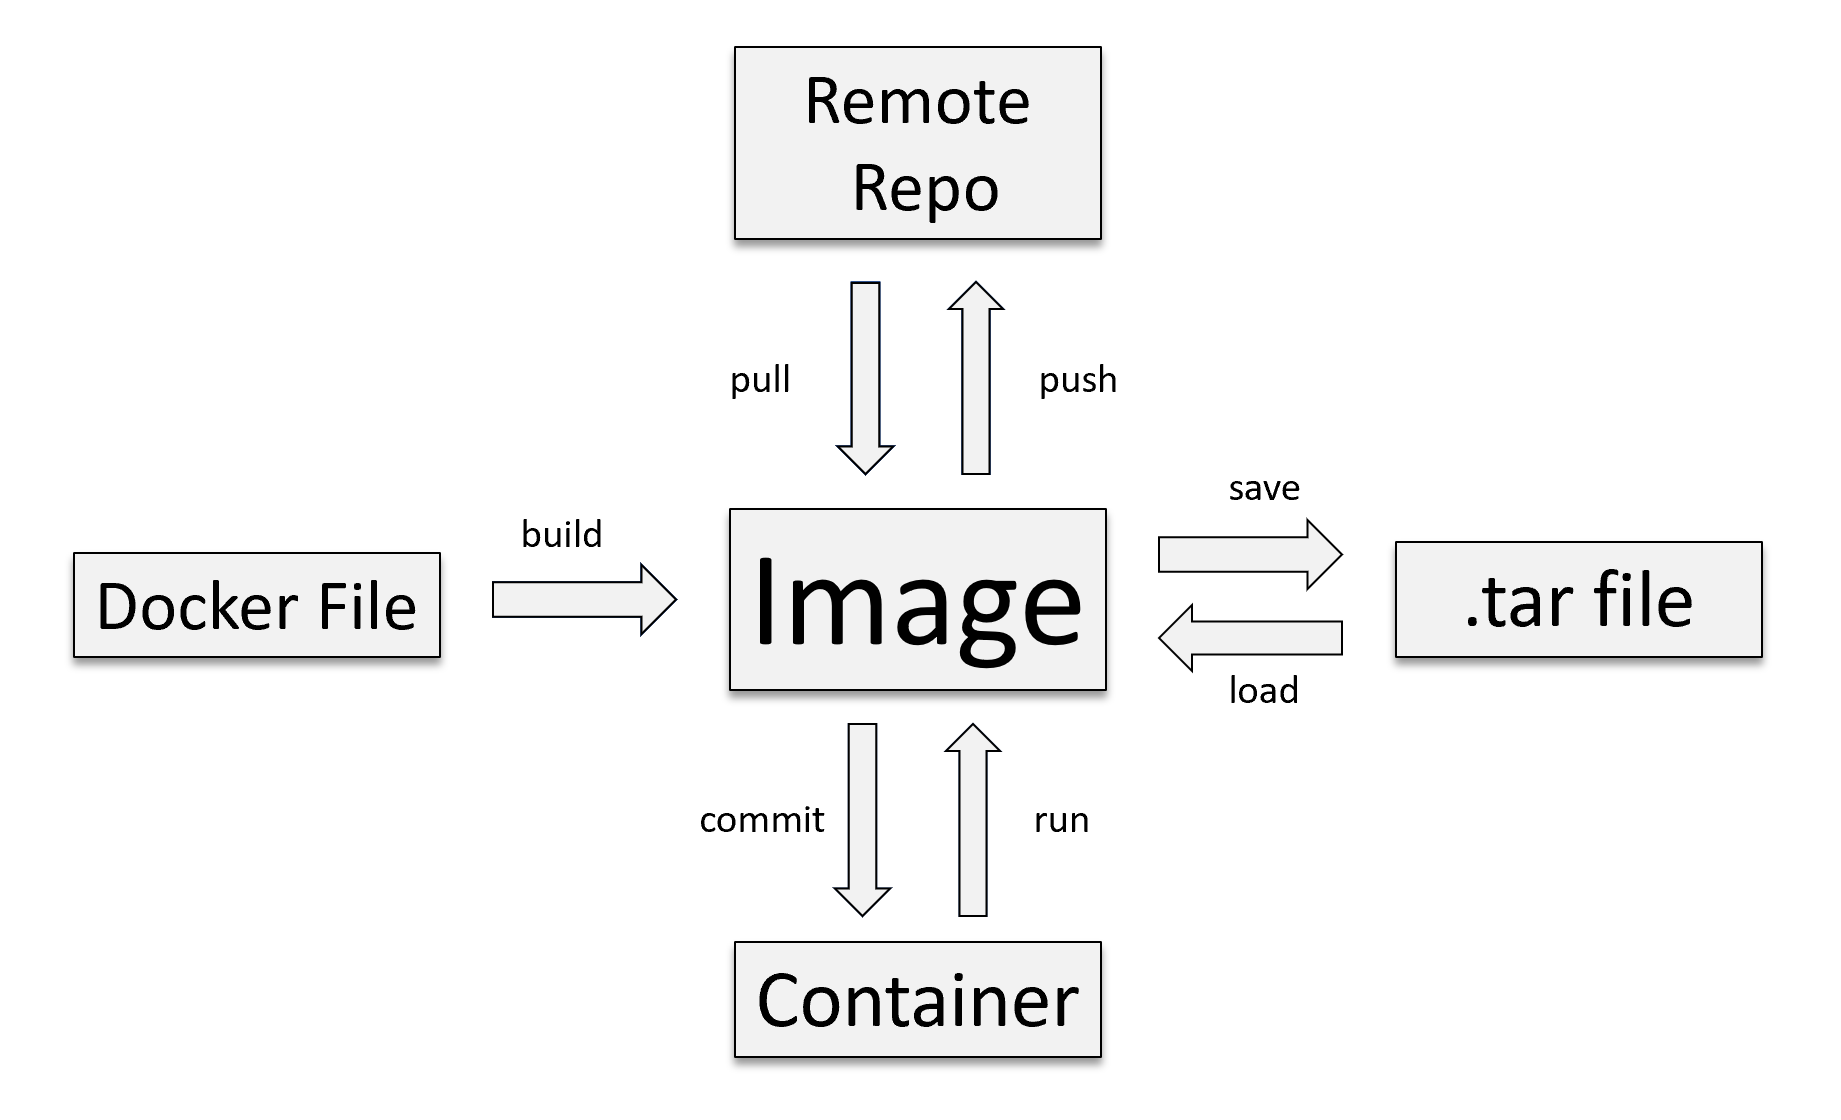 Remote
Repo
pull
push
save
build
Docker File
Image
.tar file
load
commit
run
Container